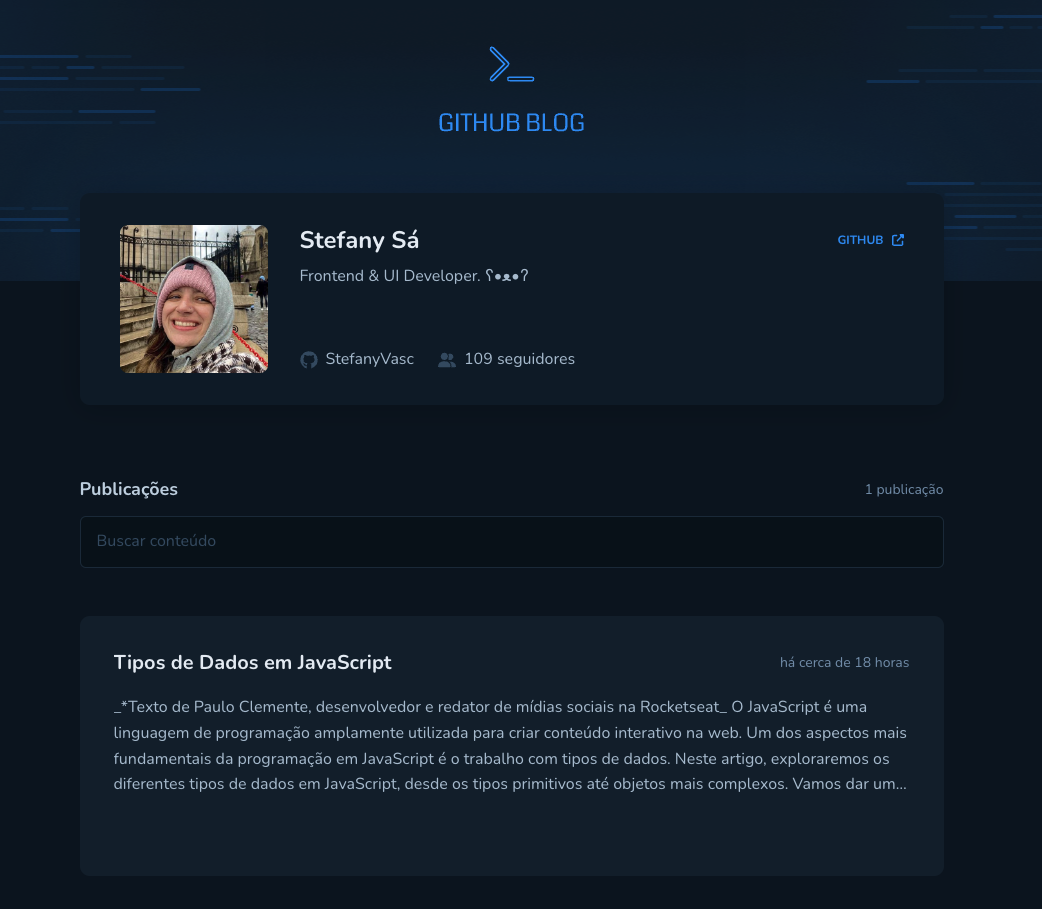 GITHUB BLOG
Stefany Sá
GITHUB
Frontend & UI Developer. ʕ•ᴥ•ʔ
StefanyVasc 109 seguidores
Publicações 1 publicação
Buscar conteúdo
Tipos de Dados em JavaScript há cerca de 18 horas
_*Texto de Paulo Clemente, desenvolvedor e redator de mídias sociais na Rocketseat_ O JavaScript é uma
linguagem de programação amplamente utilizada para criar conteúdo interativo na web. Um dos aspectos mais
fundamentais da programação em JavaScript é o trabalho com tipos de dados. Neste artigo, exploraremos os
diferentes tipos de dados em JavaScript, desde os tipos primitivos até objetos mais complexos. Vamos dar um...